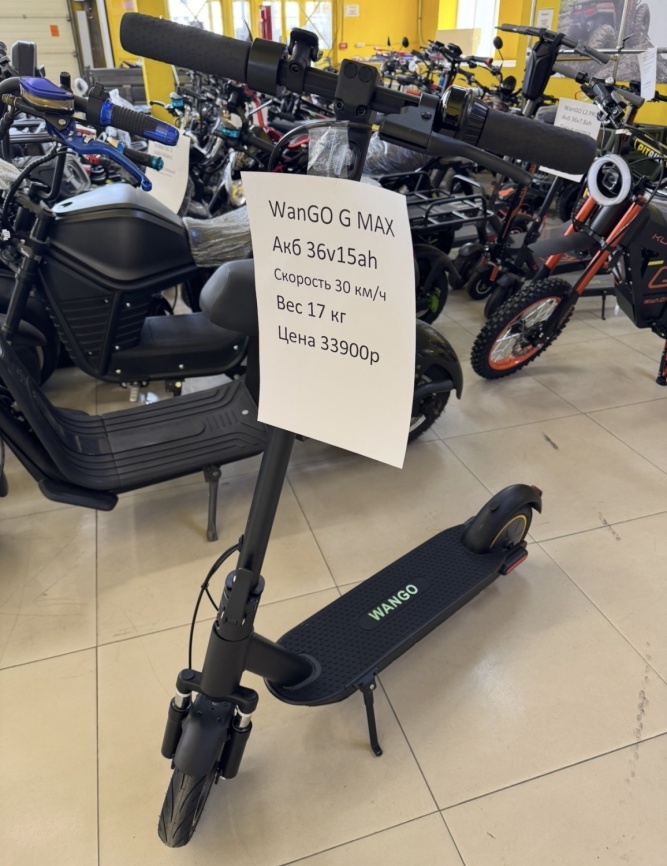 WanGO G MAX
Акб 36v15ah
Скорость 30 км/ч
Вес 17 кг
Цена 33900р
WANGO